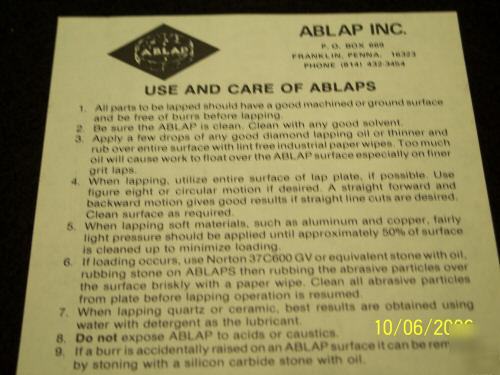 ABLAP
ABLAP INC.
P. O. BOX 669
FRANKLIN, PENNA. 16323
PHONE (814) 432-3454
USE AND CARE OF ABLAPS
1. All parts to be lapped should have a good machined or ground surface
and be free of burrs before lapping.
2. Be sure the ABLAP is clean. Clean with any good solvent.
3. Apply a few drops of any good diamond lapping oil or thinner and
rub over entire surface with lint free industrial paper wipes. Too much
oil will cause work to float over the ABLAP surface especially on finer
grit laps.
4. When lapping, utilize entire surface of lap plate, if possible. Use
figure eight or circular motion if desired. A straight forward and
backward motion gives good results if straight line cuts are desired.
Clean surface as required.
5. When lapping soft materials, such as aluminum and copper, fairly
light pressure should be applied until approximately 50% of surface
is cleaned up to minimize loading.
6. If loading occurs, use Norton 37C600 GV or equivalent stone with oil,
rubbing stone on ABLAPS then rubbing the abrasive particles over
the surface briskly with a paper wipe. Clean all abrasive particles
from plate before lapping operation is resumed.
7. When lapping quartz or ceramic, best results are obtained using
water with detergent as the lubricant.
8. Do not expose ABLAP to acids or caustics.
9. If a burr is accidentally raised on an ABLAP surface it can be
by stoning with a silicon carbide stone with oil.